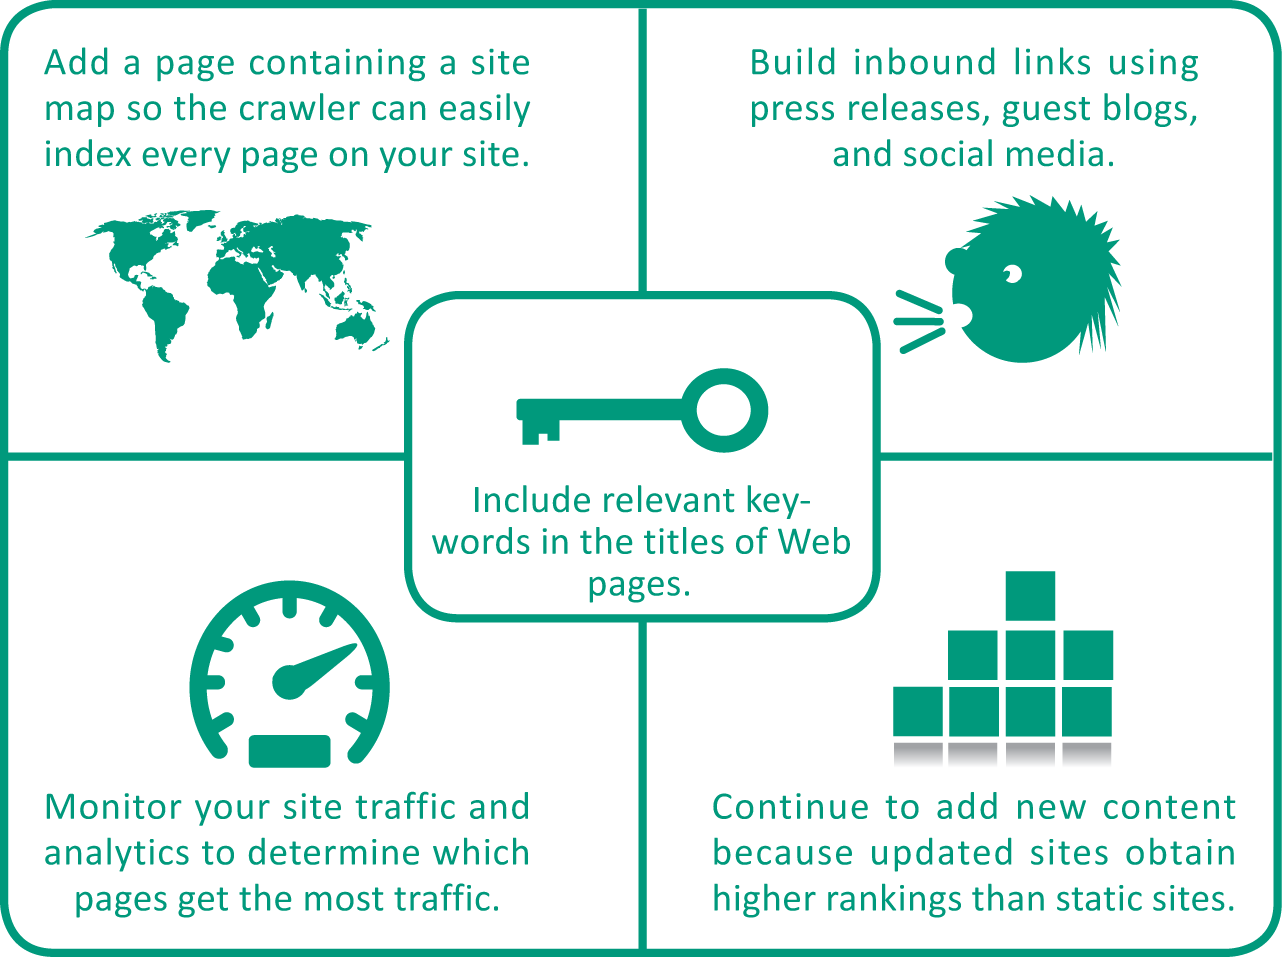 Add a page containing a site
map so the crawler can easily
index every page on your site.
Build inbound links using
press releases, guest blogs,
and social media.
Include relevant key-
words in the titles of Web
pages.
Monitor your site traffic and
analytics to determine which
pages get the most traffic.
Continue to add new content
because updated sites obtain
higher rankings than static sites.